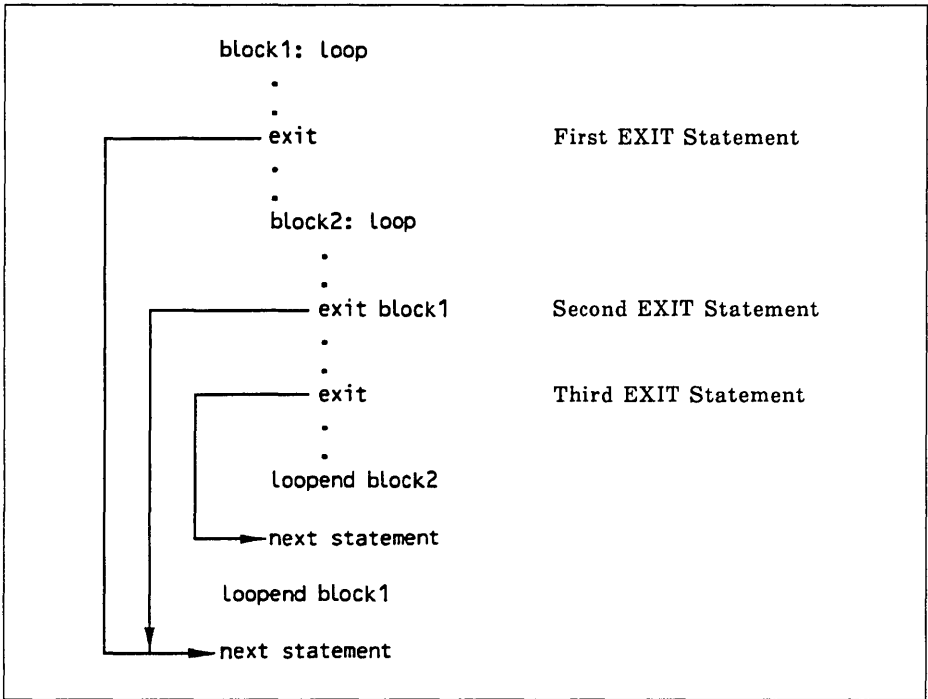 block1: loop
.
.
exit First EXIT Statement
.
.
block2: loop
.
.
exit block1 Second EXIT Statement
.
.
exit Third EXIT Statement
.
.
loopend block2
next statement
loopend block1
next statement